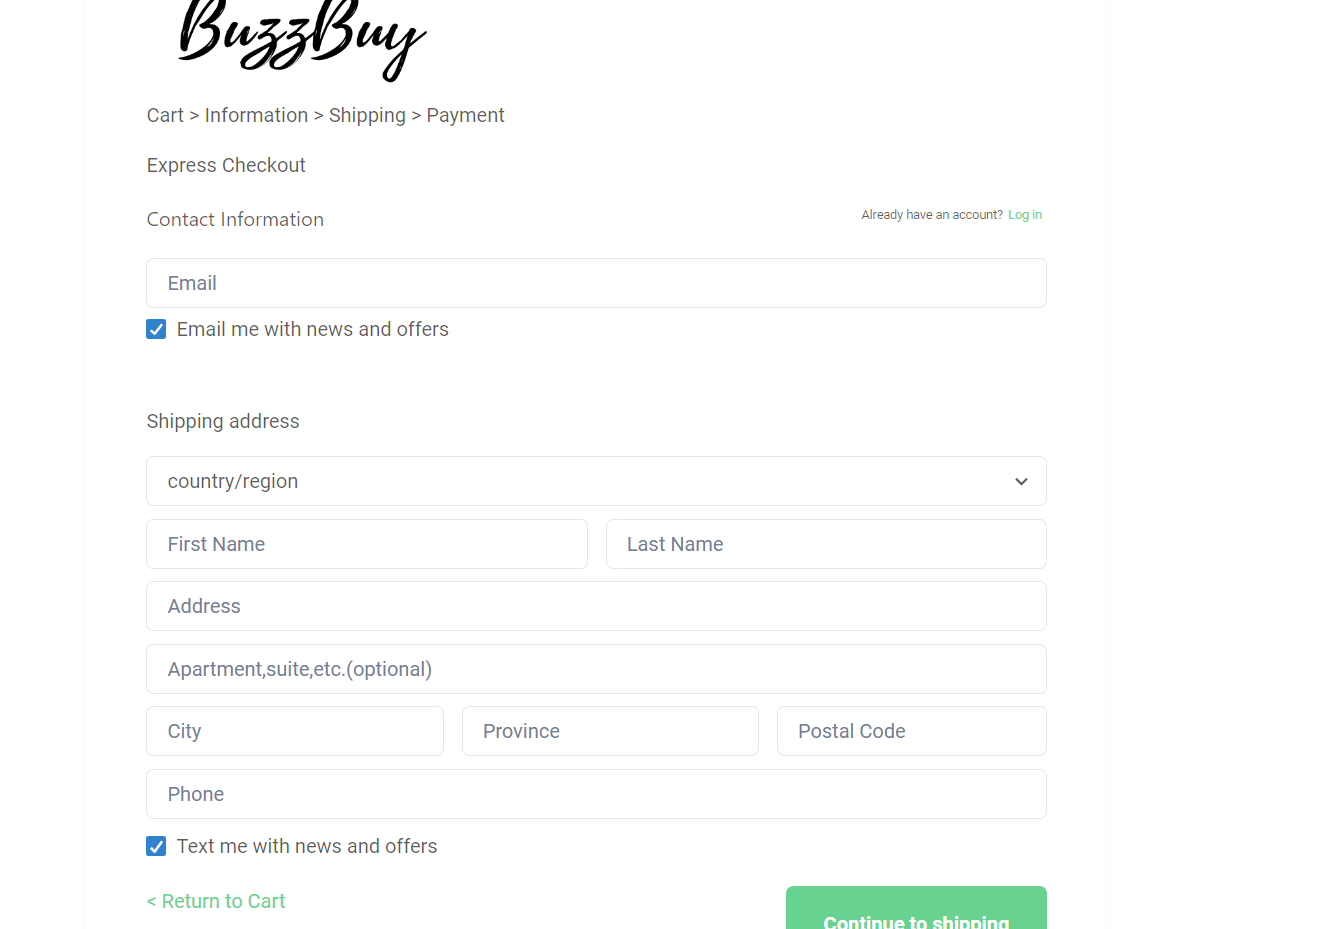 BuzzBuy
Cart > Information > Shipping > Payment
Express Checkout
Contact Information
Already have an account? Log in
Email
Email me with news and offers
Shipping address
country/region
First Name
Last Name
Address
Apartment,suite,etc.(optional)
City
Province
Postal Code
Phone
Text me with news and offers
< Return to Cart
Continue to shipping